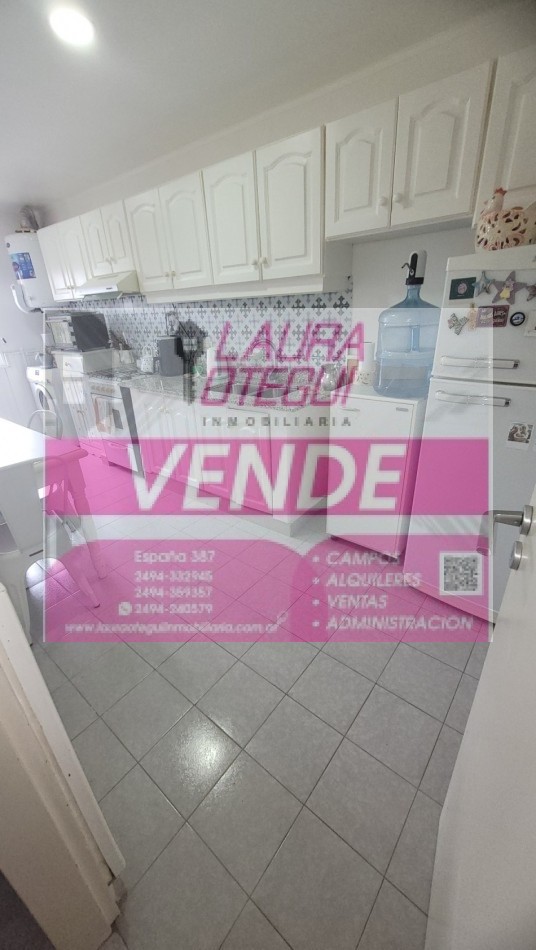 LAURA
OTEGUI
INMOBILIARIA
VENDE
España 387
2494-332945
2494-359357
2494-260579
www.lauraoteguiinmobiliaria.com.ar
• CAMPOS
• ALQUILERES
• VENTAS
• ADMINISTRACION